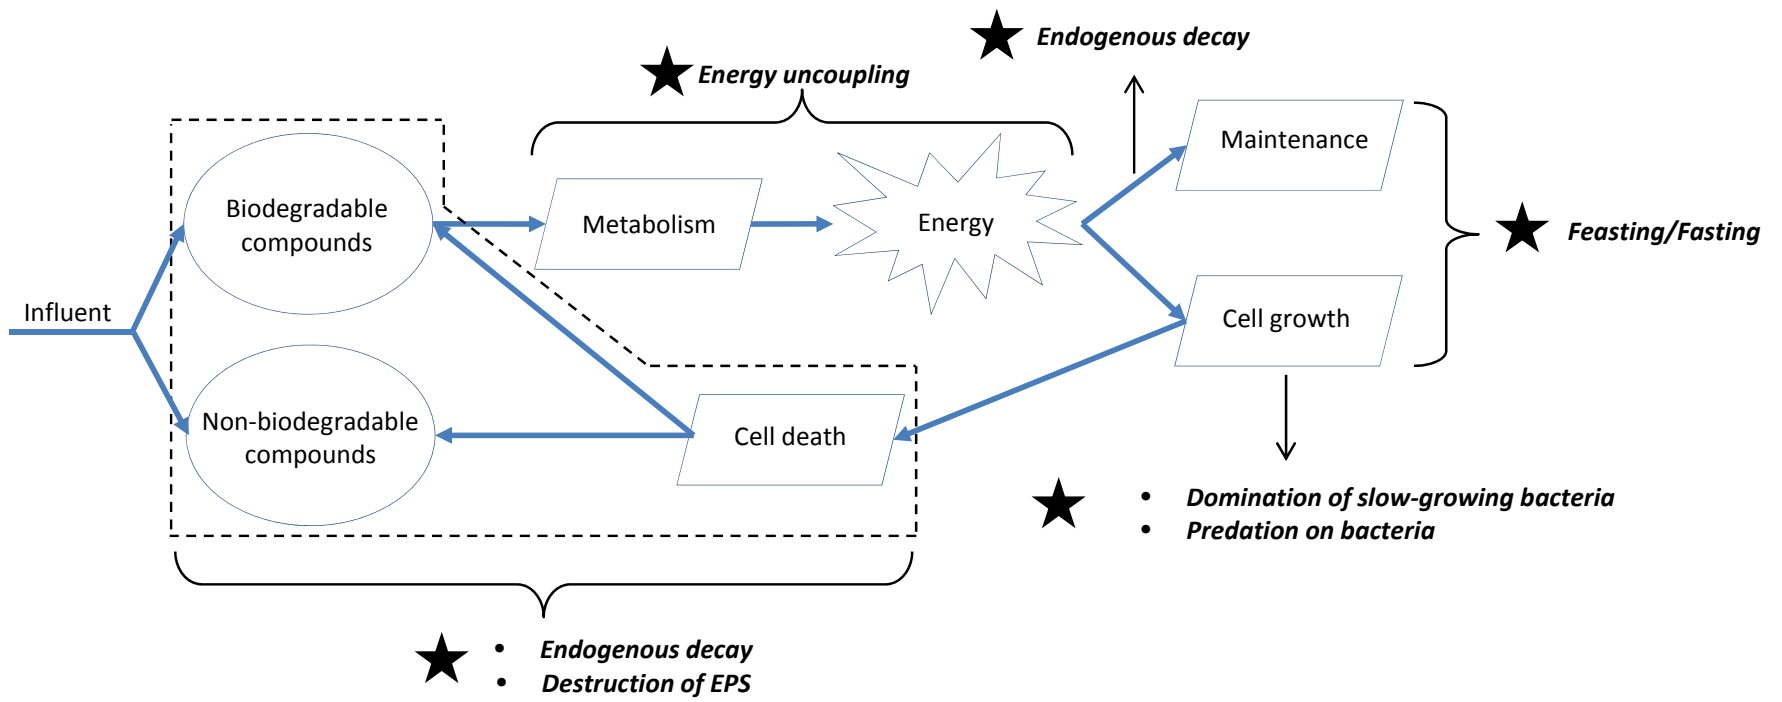 Endogenous decay
Energy uncoupling
Maintenance
Biodegradable
compounds
Metabolism
Energy
Feasting/Fasting
Influent
Cell growth
Non-biodegradable
compounds
Cell death
• Domination of slow-growing bacteria
• Predation on bacteria
• Endogenous decay
• Destruction of EPS